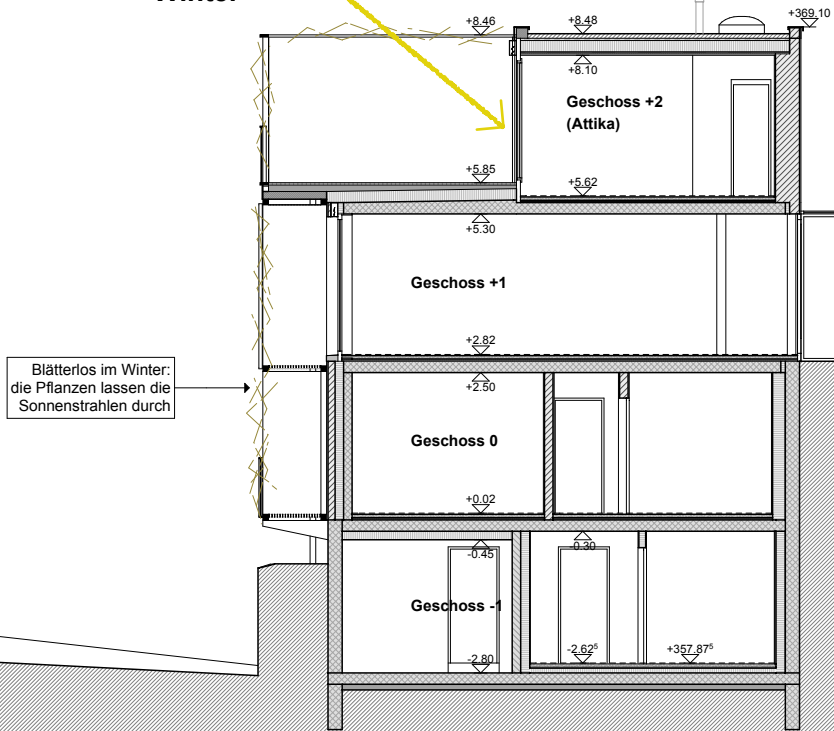 +369.10
+8.46
+8.48
+8.10
Geschoss +2
(Attika)
+5.85
+5.62
+5.30
Geschoss +1
+2.82
Blätterlos im Winter:
die Pflanzen lassen die
Sonnenstrahlen durch
+2.50
Geschoss 0
+0.02
-0.45
-0.30
Geschoss -1
-2.80
-2.62⁵
+357.87⁵